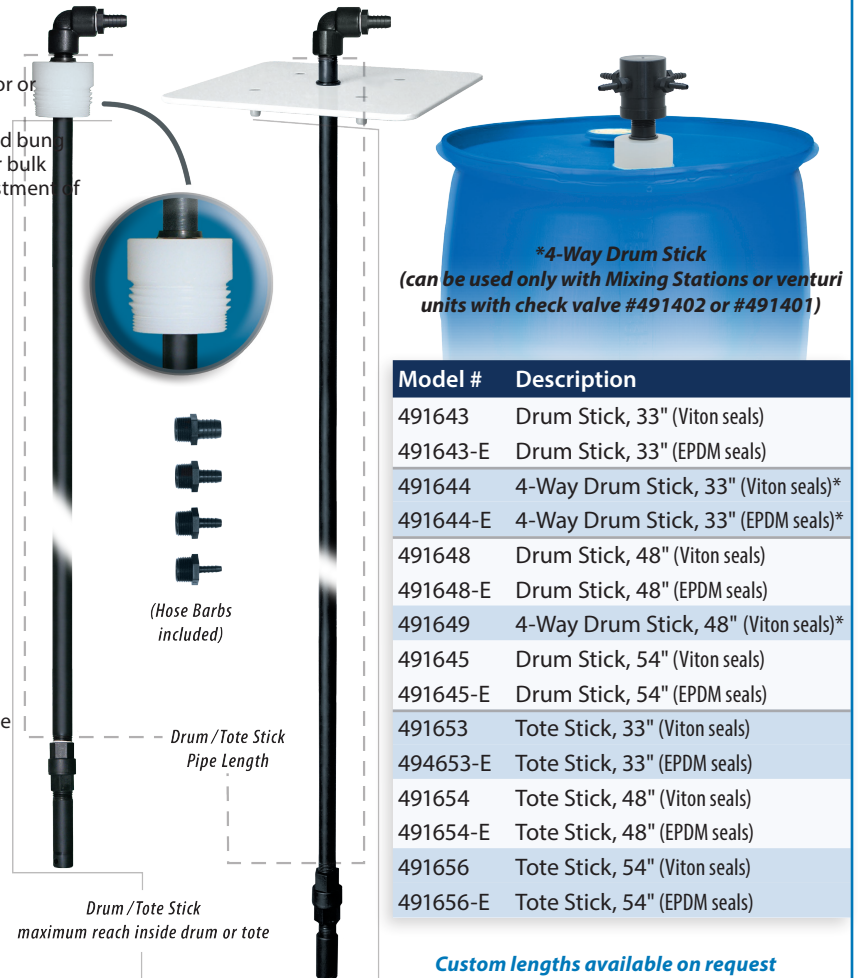 or or
d bung
r bulk
stment of
*4-Way Drum Stick
(can be used only with Mixing Stations or venturi
units with check valve #491402 or #491401)
Model # Description
491643 Drum Stick, 33" (Viton seals)
491643-E Drum Stick, 33" (EPDM seals)
491644 4-Way Drum Stick, 33" (Viton seals)*
491644-E 4-Way Drum Stick, 33" (EPDM seals)*
491648 Drum Stick, 48" (Viton seals)
491648-E Drum Stick, 48" (EPDM seals)
491649 4-Way Drum Stick, 48" (Viton seals)*
491645 Drum Stick, 54" (Viton seals)
491645-E Drum Stick, 54" (EPDM seals)
491653 Tote Stick, 33" (Viton seals)
494653-E Tote Stick, 33" (EPDM seals)
491654 Tote Stick, 48" (Viton seals)
491654-E Tote Stick, 48" (EPDM seals)
491656 Tote Stick, 54" (Viton seals)
491656-E Tote Stick, 54" (EPDM seals)
Custom lengths available on request
(Hose Barbs
included)
e
Drum/Tote Stick
Pipe Length
Drum/Tote Stick
maximum reach inside drum or tote